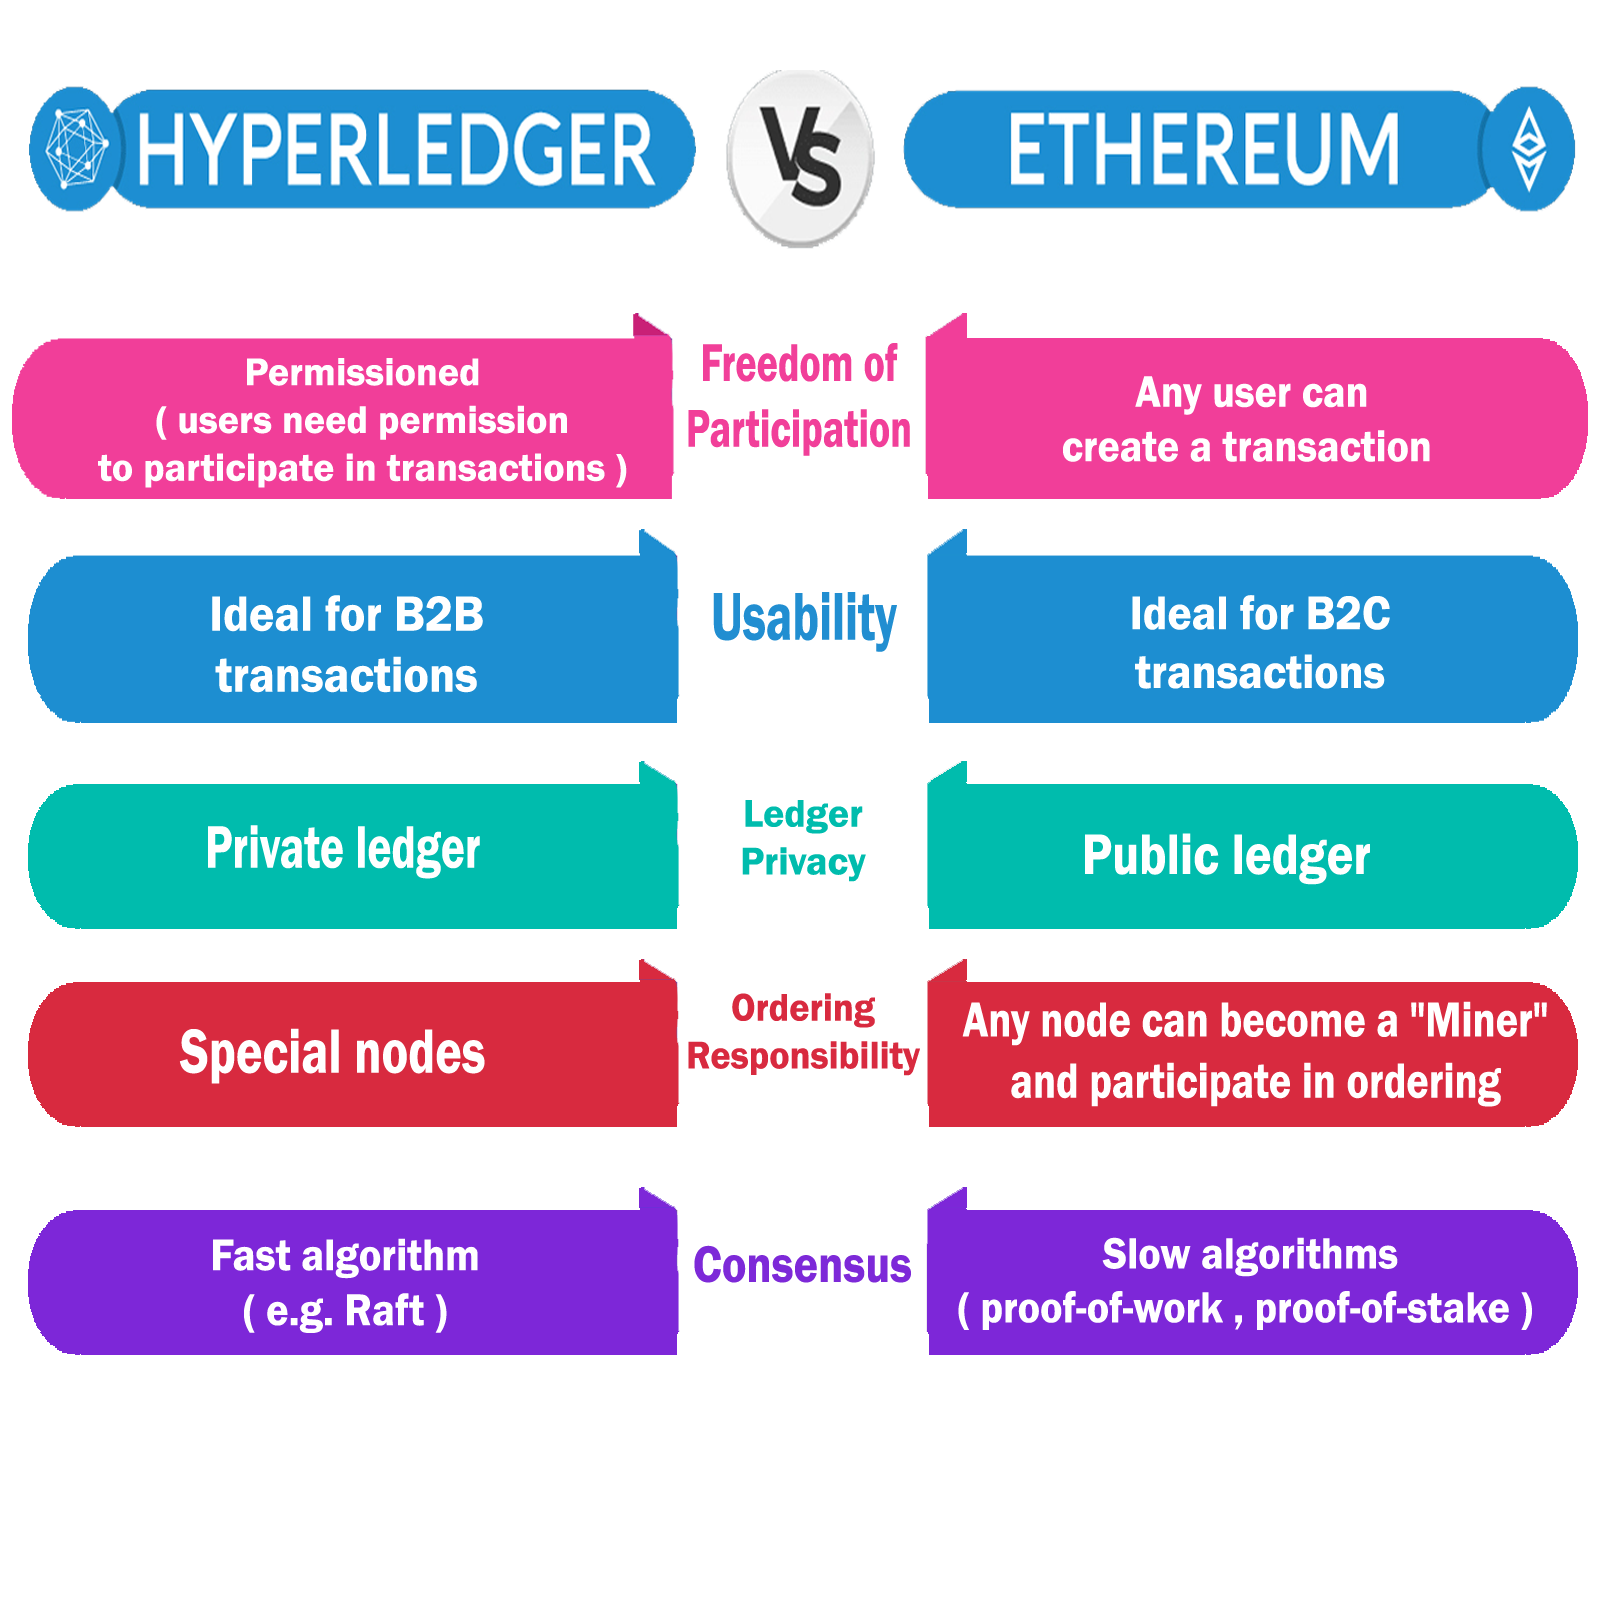 HYPERLEDGER
VS
ETHEREUM
Permissioned
( users need permission
to participate in transactions )
Freedom of
Participation
Any user can
create a transaction
Ideal for B2B
transactions
Usability
Ideal for B2C
transactions
Private ledger
Ledger
Privacy
Public ledger
Special nodes
Ordering
Responsibility
Any node can become a "Miner"
and participate in ordering
Fast algorithm
( e.g. Raft )
Consensus
Slow algorithms
( proof-of-work , proof-of-stake )